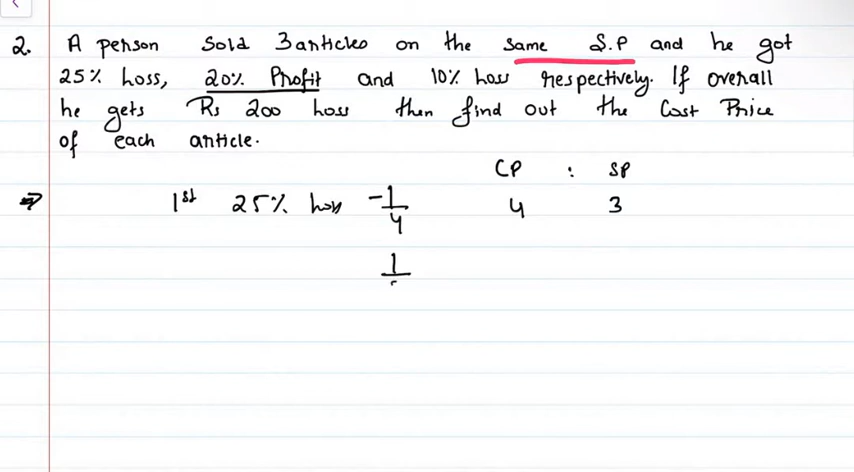 2. A person sold 3 articles on the same S.P and he got
25% Loss, 20% Profit and 10% Loss respectively. If overall
he gets Rs 200 Loss then find out the Cost Price
of each article.
CP : SP
⇒ 1st 25% loss -1/4 4 3
1